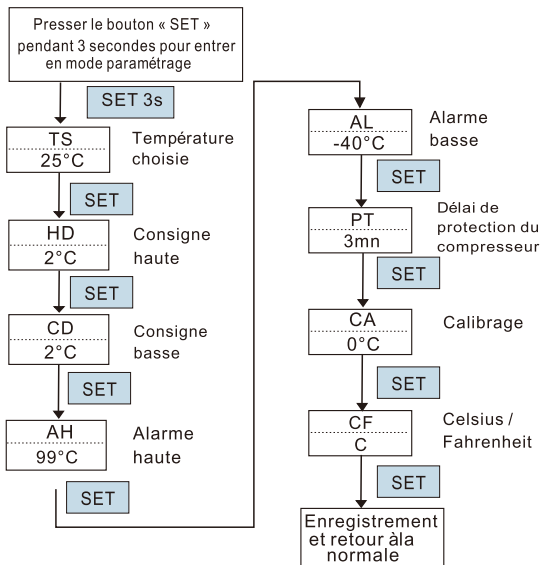 Presser le bouton « SET »
pendant 3 secondes pour entrer
en mode paramétrage
SET 3s
TS
25°C
Température
choisie
SET
HD
2°C
Consigne
haute
SET
CD
2°C
Consigne
basse
SET
AH
99°C
Alarme
haute
SET
AL
-40°C
Alarme
basse
SET
PT
3mn
Délai de
protection du
compresseur
SET
CA
0°C
Calibrage
SET
CF
C
Celsius /
Fahrenheit
SET
Enregistrement
et retour àla
normale